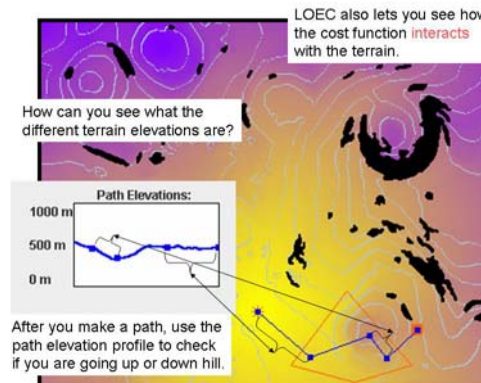 LOEC also lets you see how
the cost function interacts
with the terrain.
How can you see what the
different terrain elevations are?
Path Elevations:
1000 m
500 m
0 m
After you make a path, use the
path elevation profile to check
if you are going up or down hill.